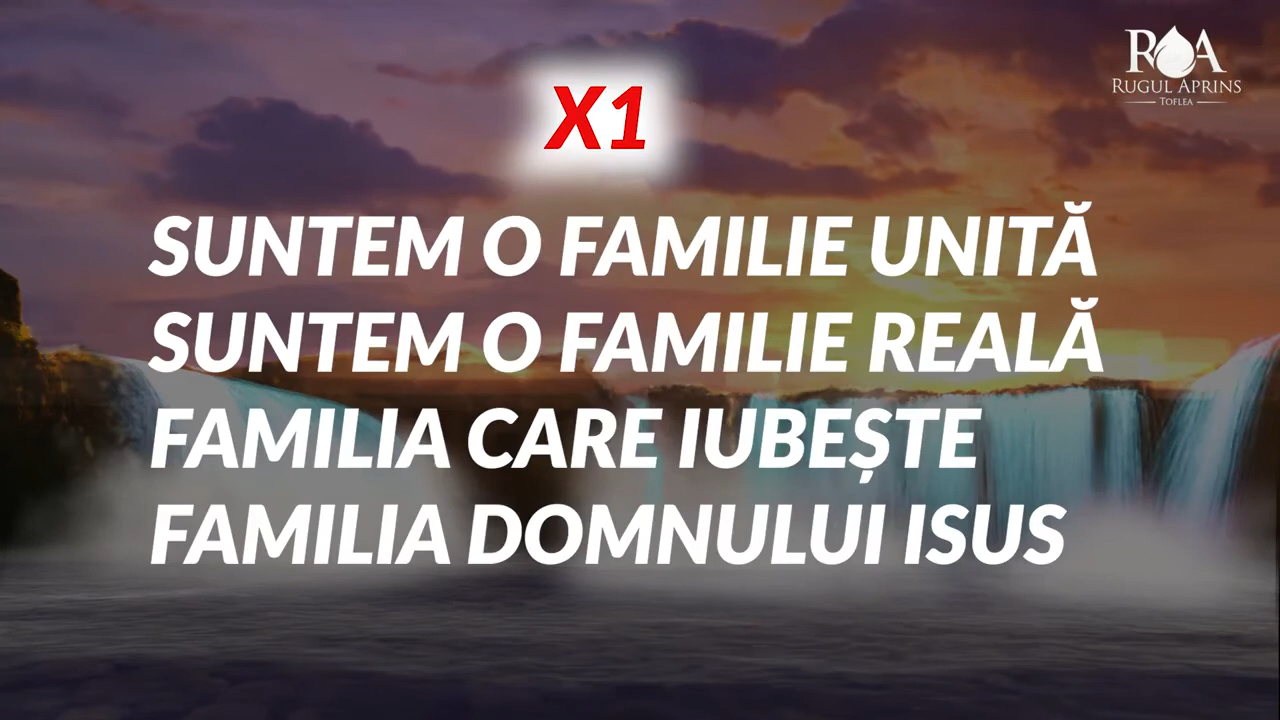 RA
RUGUL APRINS
TOFLEA
X1
SUNTEM O FAMILIE UNITĂ
SUNTEM O FAMILIE REALĂ
FAMILIA CARE IUBEȘTE
FAMILIA DOMNULUI ISUS